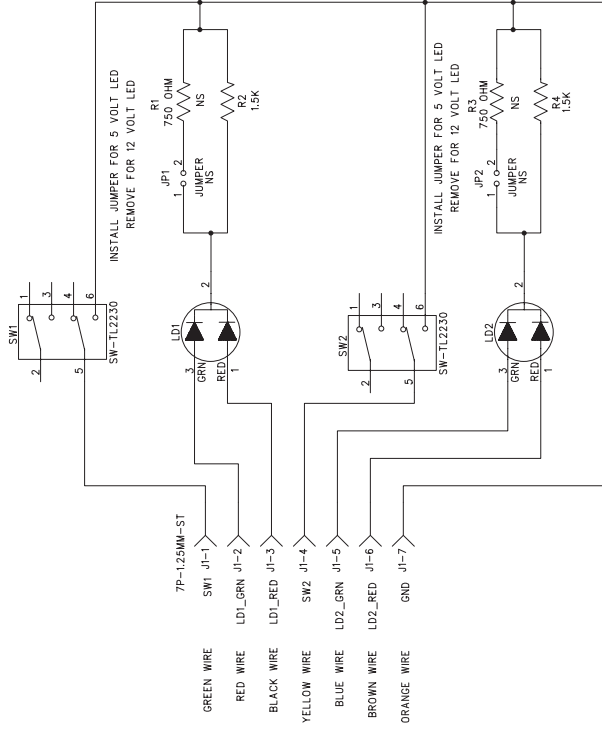 SW1
1
3
4
6
2
5
SW-TL2230
INSTALL JUMPER FOR 5 VOLT LED
REMOVE FOR 12 VOLT LED
JP1
1 2
JUMPER
NS
R1
750 OHM
NS
R2
1.5K
LD1
2
3
GRN
RED
1
SW2
1
3
4
6
2
5
SW-TL2230
INSTALL JUMPER FOR 5 VOLT LED
REMOVE FOR 12 VOLT LED
JP2
1 2
JUMPER
NS
R3
750 OHM
NS
R4
1.5K
LD2
2
3
GRN
RED
1
7P-1.25MM-ST
GREEN WIRE SW1 J1-1
RED WIRE LD1_GRN J1-2
BLACK WIRE LD1_RED J1-3
YELLOW WIRE SW2 J1-4
BLUE WIRE LD2_GRN J1-5
BROWN WIRE LD2_RED J1-6
ORANGE WIRE GND J1-7